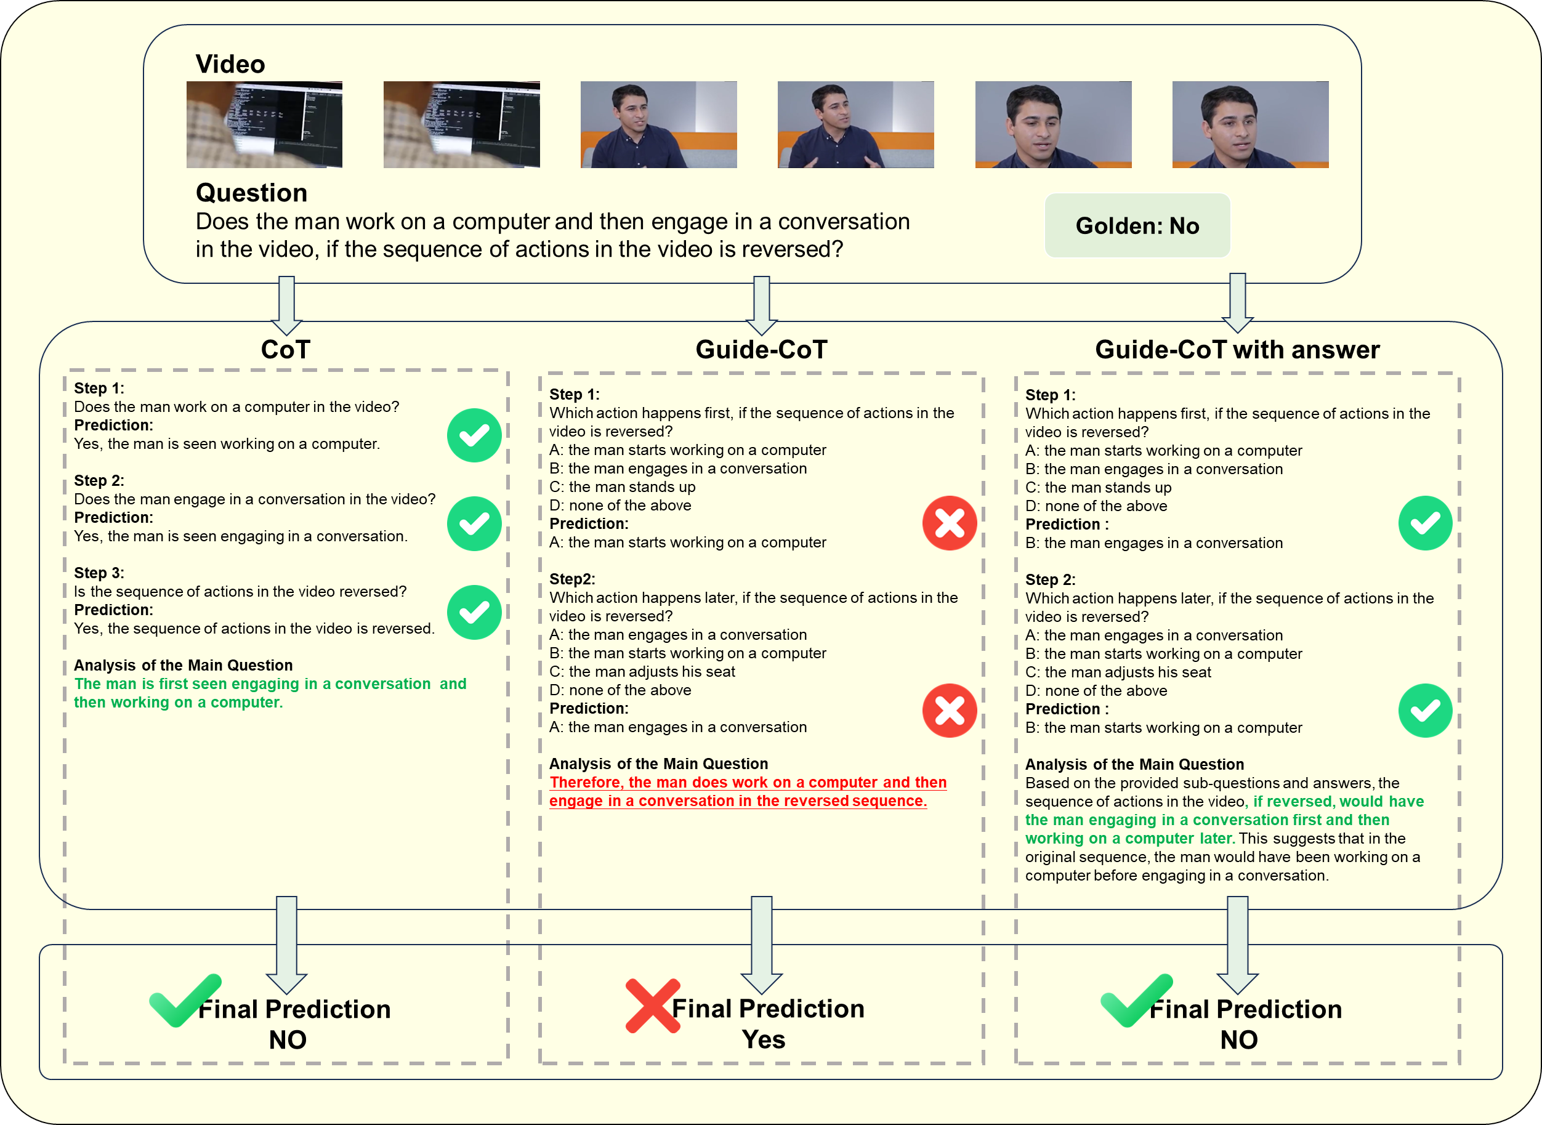 Video
Question
Does the man work on a computer and then engage in a conversation
in the video, if the sequence of actions in the video is reversed?
Golden: No
CoT
Step 1:
Does the man work on a computer in the video?
Prediction:
Yes, the man is seen working on a computer.
Step 2:
Does the man engage in a conversation in the video?
Prediction:
Yes, the man is seen engaging in a conversation.
Step 3:
Is the sequence of actions in the video reversed?
Prediction:
Yes, the sequence of actions in the video is reversed.
Analysis of the Main Question
The man is first seen engaging in a conversation and
then working on a computer.
Final Prediction
NO
Guide-CoT
Step 1:
Which action happens first, if the sequence of actions in the
video is reversed?
A: the man starts working on a computer
B: the man engages in a conversation
C: the man stands up
D: none of the above
Prediction:
A: the man starts working on a computer
Step2:
Which action happens later, if the sequence of actions in the
video is reversed?
A: the man engages in a conversation
B: the man starts working on a computer
C: the man adjusts his seat
D: none of the above
Prediction:
A: the man engages in a conversation
Analysis of the Main Question
Therefore, the man does work on a computer and then
engage in a conversation in the reversed sequence.
Final Prediction
Yes
Guide-CoT with answer
Step 1:
Which action happens first, if the sequence of actions in the
video is reversed?
A: the man starts working on a computer
B: the man engages in a conversation
C: the man stands up
D: none of the above
Prediction :
B: the man engages in a conversation
Step 2:
Which action happens later, if the sequence of actions in the
video is reversed?
A: the man engages in a conversation
B: the man starts working on a computer
C: the man adjusts his seat
D: none of the above
Prediction :
B: the man starts working on a computer
Analysis of the Main Question
Based on the provided sub-questions and answers, the
sequence of actions in the video, if reversed, would have
the man engaging in a conversation first and then
working on a computer later. This suggests that in the
original sequence, the man would have been working on a
computer before engaging in a conversation.
Final Prediction
NO